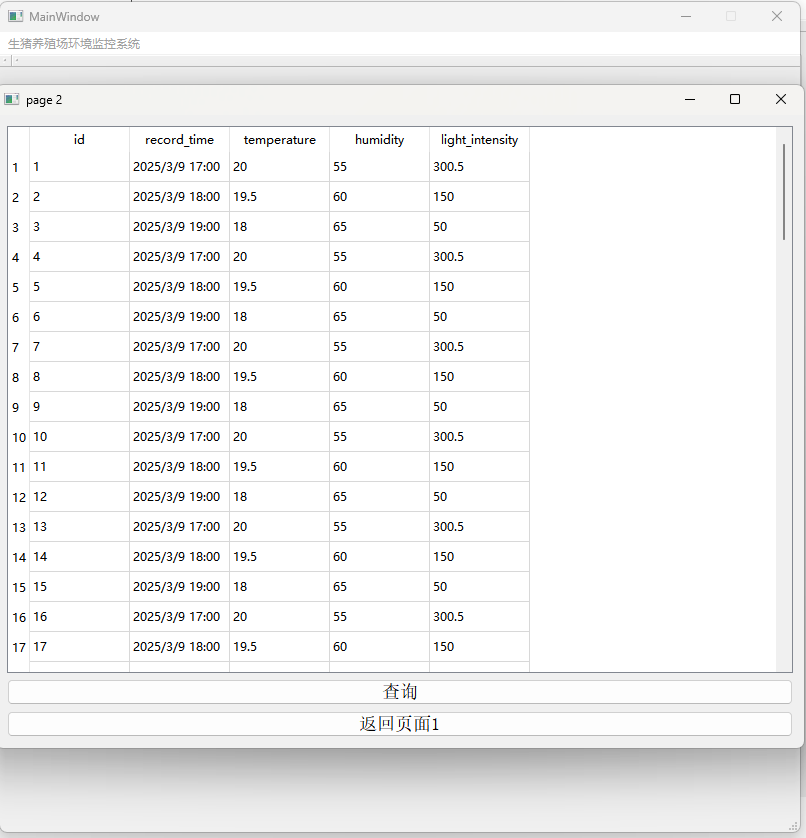 MainWindow
生猪养殖场环境监控系统
page 2
id record_time temperature humidity light_intensity
1 1 2025/3/9 17:00 20 55 300.5
2 2 2025/3/9 18:00 19.5 60 150
3 3 2025/3/9 19:00 18 65 50
4 4 2025/3/9 17:00 20 55 300.5
5 5 2025/3/9 18:00 19.5 60 150
6 6 2025/3/9 19:00 18 65 50
7 7 2025/3/9 17:00 20 55 300.5
8 8 2025/3/9 18:00 19.5 60 150
9 9 2025/3/9 19:00 18 65 50
10 10 2025/3/9 17:00 20 55 300.5
11 11 2025/3/9 18:00 19.5 60 150
12 12 2025/3/9 19:00 18 65 50
13 13 2025/3/9 17:00 20 55 300.5
14 14 2025/3/9 18:00 19.5 60 150
15 15 2025/3/9 19:00 18 65 50
16 16 2025/3/9 17:00 20 55 300.5
17 17 2025/3/9 18:00 19.5 60 150
查询
返回页面1